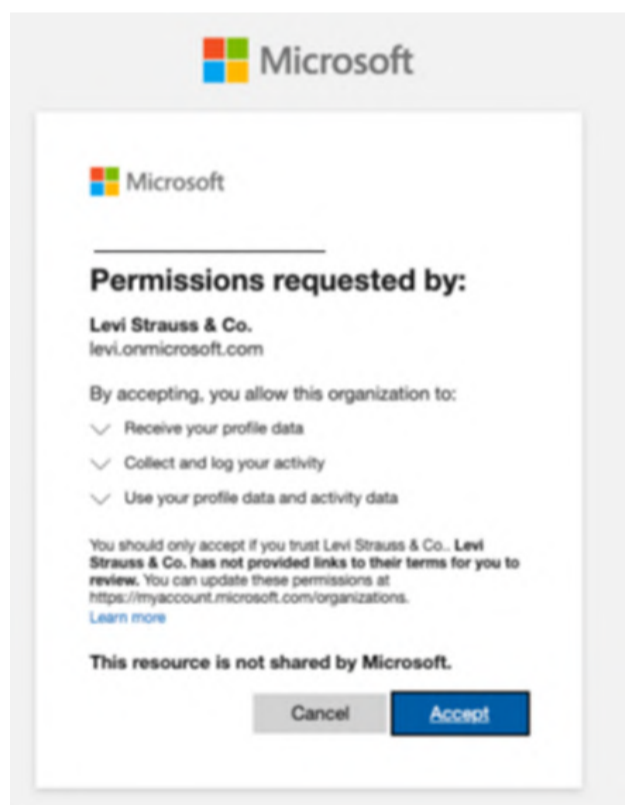 Microsoft
Microsoft
Permissions requested by:
Levi Strauss & Co.
levi.onmicrosoft.com
By accepting, you allow this organization to:
Receive your profile data
Collect and log your activity
Use your profile data and activity data
You should only accept if you trust Levi Strauss & Co.. Levi
Strauss & Co. has not provided links to their terms for you to
review. You can update these permissions at
https://myaccount.microsoft.com/organizations.
Learn more
This resource is not shared by Microsoft.
Cancel Accept